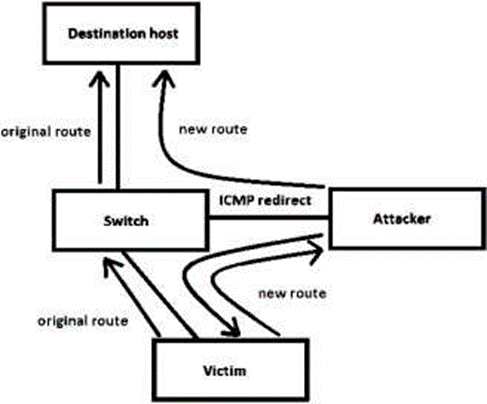 Destination host
original route
new route
ICMP redirect
Switch
Attacker
new route
original route
Victim